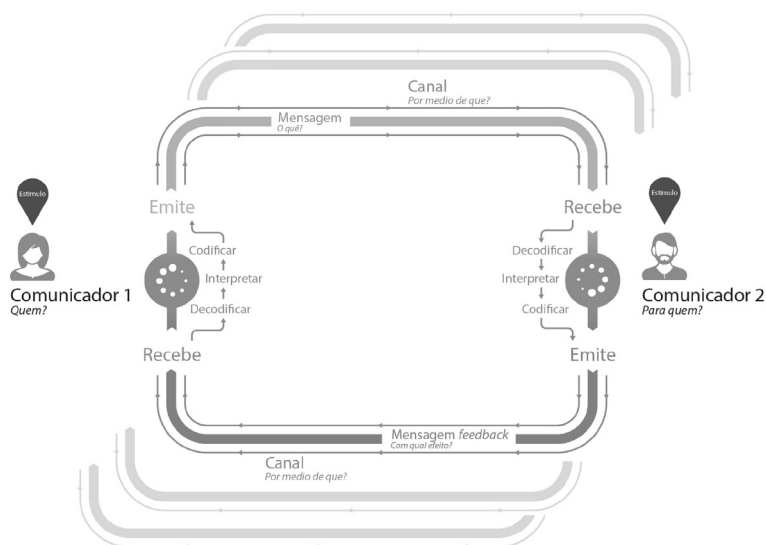 Canal
Por medio de que?
Mensagem
O quê?
Estímulo
Estímulo
Emite
Recebe
Codificar
Interpretar
Decodificar
Decodificar
Interpretar
Codificar
Comunicador 1
Quem?
Comunicador 2
Para quem?
Recebe
Emite
Mensagem feedback
Com qual efeito?
Canal
Por medio de que?